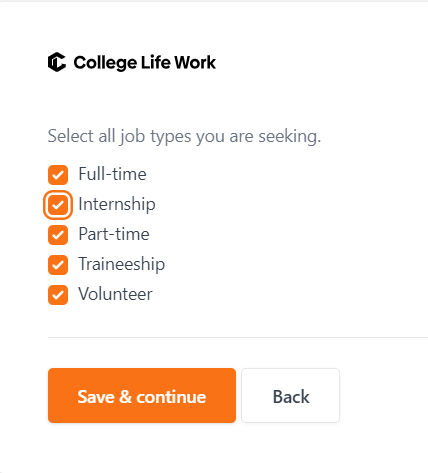 College Life Work
Select all job types you are seeking.
Full-time
Internship
Part-time
Traineeship
Volunteer
Save & continue
Back